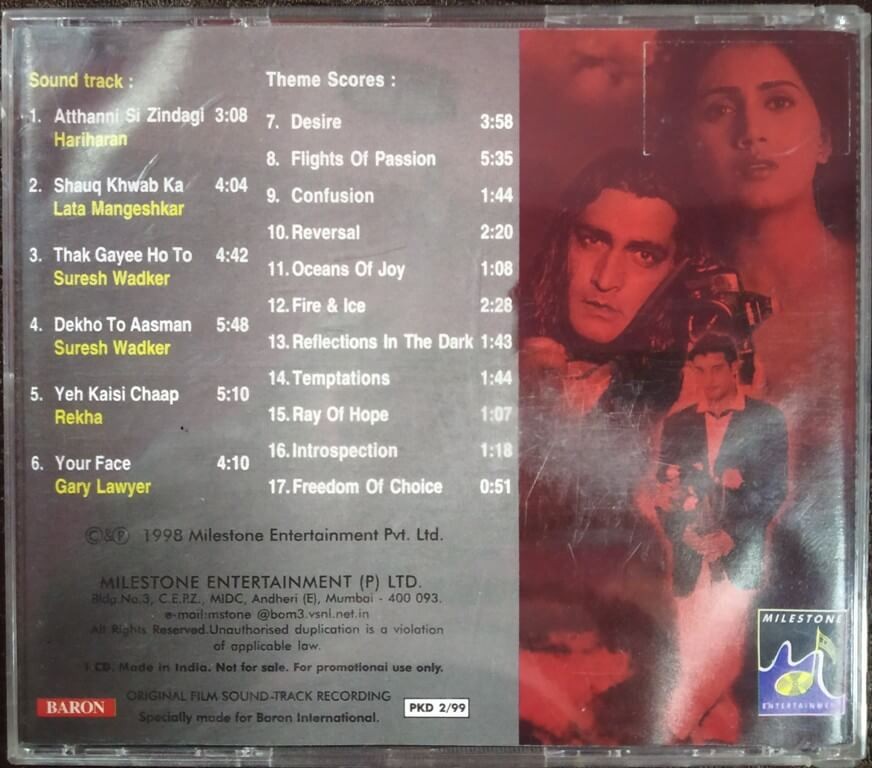 Sound track :
1. Atthanni Si Zindagi 3:08
Hariharan
2. Shauq Khwab Ka 4:04
Lata Mangeshkar
3. Thak Gayee Ho To 4:42
Suresh Wadker
4. Dekho To Aasman 5:48
Suresh Wadker
5. Yeh Kaisi Chaap 5:10
Rekha
6. Your Face 4:10
Gary Lawyer
Theme Scores :
7. Desire 3:58
8. Flights Of Passion 5:35
9. Confusion 1:44
10. Reversal 2:20
11. Oceans Of Joy 1:08
12. Fire & Ice 2:28
13. Reflections In The Dark 1:43
14. Temptations 1:44
15. Ray Of Hope 1:07
16. Introspection 1:18
17. Freedom Of Choice 0:51
©&℗ 1998 Milestone Entertainment Pvt. Ltd.
MILESTONE ENTERTAINMENT (P) LTD.
Bldg.No.3, C.E.P.Z., MIDC, Andheri (E), Mumbai - 400 093.
e-mail:mstone @bom3.vsnl.net.in
All Rights Reserved.Unauthorised duplication is a violation
of applicable law.
1 CD. Made in India. Not for sale. For promotional use only.
BARON
ORIGINAL FILM SOUND-TRACK RECORDING
Specially made for Baron International.
PKD 2/99
MILESTONE
ENTERTAINMENT